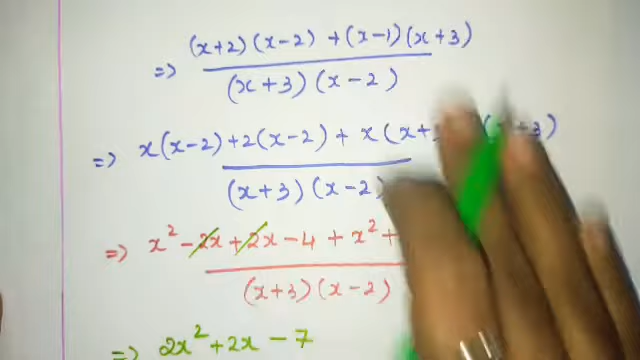 => (x+2)(x-2) + (x-1)(x+3)
(x+3)(x-2)
=> x(x-2)+2(x-2) + x(x+ 3)
(x+3)(x-2)
=> x² - 2x + 2x - 4 + x² +
(x+3)(x-2)
=> 2x² + 2x - 7